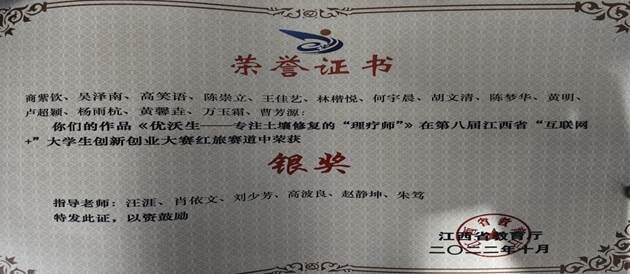 荣誉证书
商紫钦、吴泽南、高笑语、陈崇立、王佳艺、林楷悦、何宇晨、胡文清、陈梦华、黄明、
卢超颖、杨雨杭、黄馨垚、万玉霜、曹芳源：
你们的作品《优沃生——专注土壤修复的“理疗师”》在第八届江西省“互联网
+”大学生创新创业大赛红旅赛道中荣获
银奖
指导老师：汪涯、肖依文、刘少芳、高波良、赵静坤、朱笃
特发此证，以资鼓励
江西省教育厅
二〇二二年十月